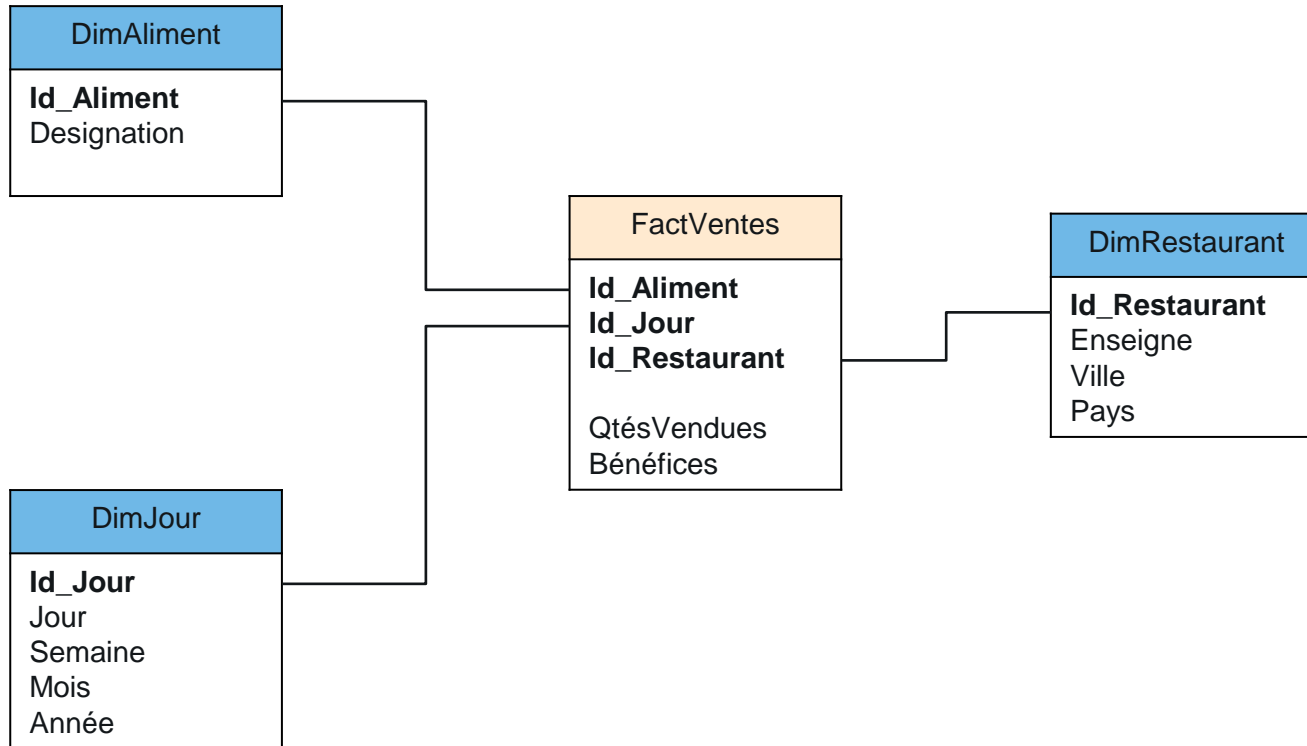 DimAliment
Id_Aliment
Designation
FactVentes
Id_Aliment
Id_Jour
Id_Restaurant
QtésVendues
Bénéfices
DimRestaurant
Id_Restaurant
Enseigne
Ville
Pays
DimJour
Id_Jour
Jour
Semaine
Mois
Année